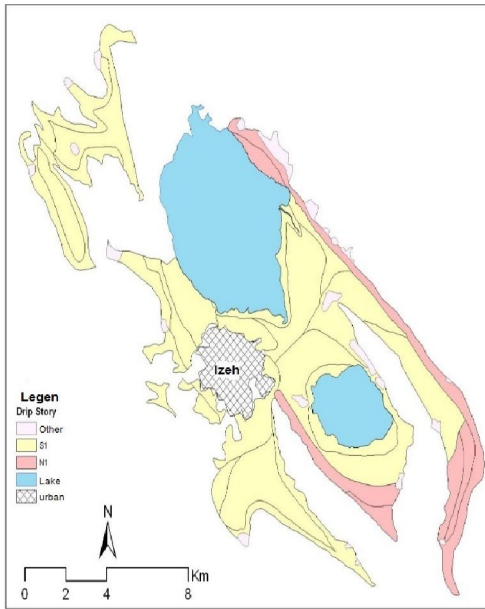 Izeh
Legen
Drip Story
Other
S1
N1
Lake
urban
N
Km
0 2 4 8